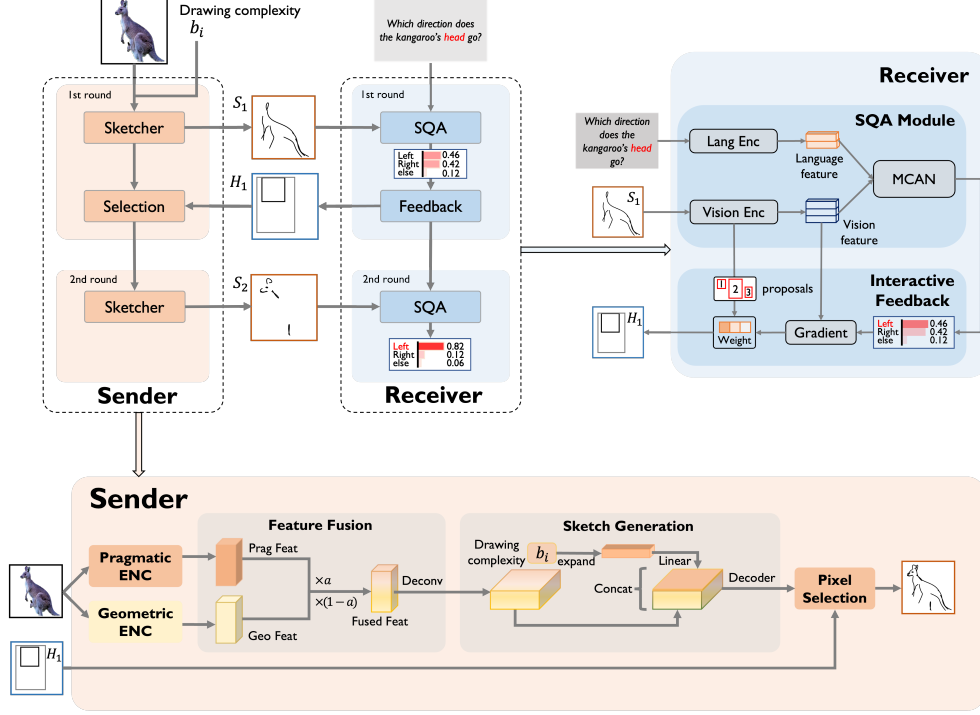 Drawing complexity
b_i
Which direction does
the kangaroo's head go?
1st round
Sketcher
S_1
1st round
SQA
Left 0.46
Right 0.42
else 0.12
Selection
H_1
Feedback
2nd round
Sketcher
S_2
2nd round
SQA
Left 0.82
Right 0.12
else 0.06
Sender
Receiver
Receiver
SQA Module
Which direction
does the
kangaroo's head
go?
Lang Enc
Language
feature
MCAN
S_1
Vision Enc
Vision
feature
Interactive
Feedback
1
2
3
proposals
H_1
Weight
Gradient
Left 0.46
Right 0.42
else 0.12
Sender
Feature Fusion
Pragmatic
ENC
Prag Feat
×a
×(1−a)
Deconv
Fused Feat
Geometric
ENC
Geo Feat
Sketch Generation
Drawing
complexity
b_i
expand
Linear
Concat
Decoder
Pixel
Selection
H_1